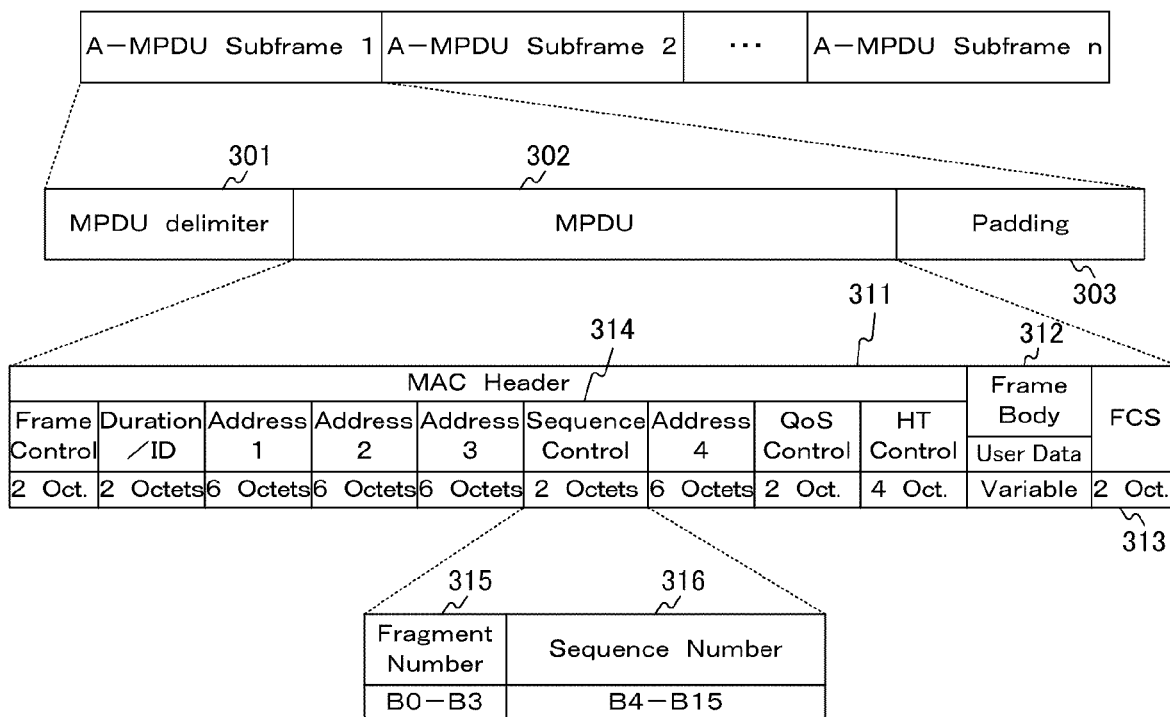 A-MPDU Subframe 1 A-MPDU Subframe 2 ··· A-MPDU Subframe n
301 302
MPDU delimiter MPDU Padding
303
311
314 312
MAC Header
Frame Control Duration/ID Address 1 Address 2 Address 3 Sequence Control Address 4 QoS Control HT Control Frame Body User Data FCS
2 Oct. 2 Octets 6 Octets 6 Octets 6 Octets 2 Octets 6 Octets 2 Oct. 4 Oct. Variable 2 Oct.
313
315 316
Fragment Number Sequence Number
B0-B3 B4-B15